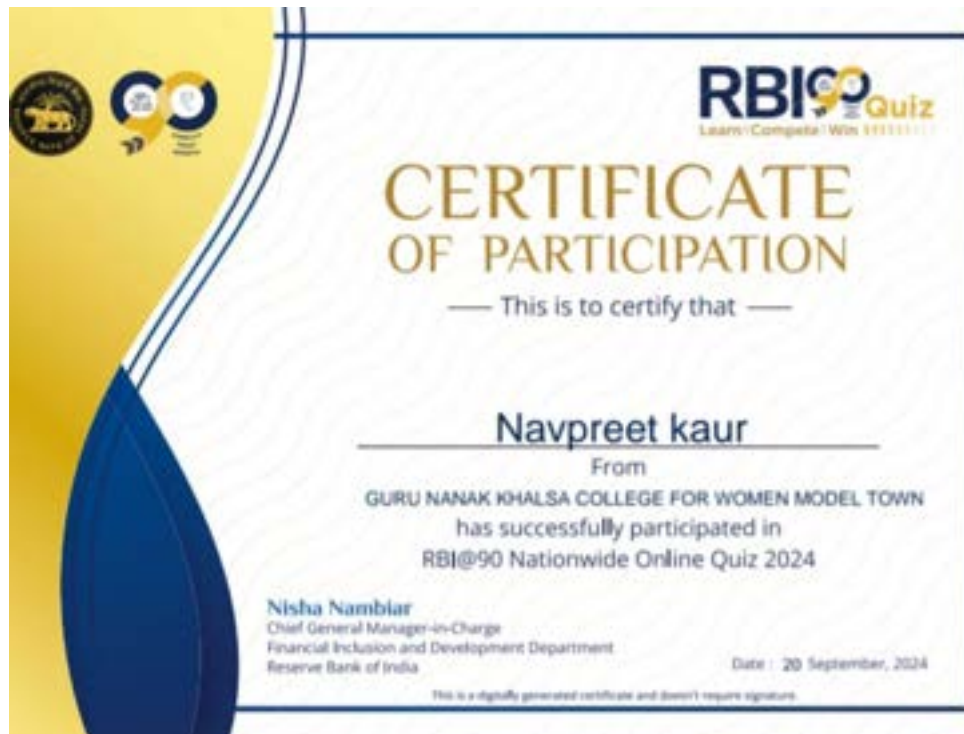 RBI90 Quiz
Learn Compete Win
CERTIFICATE
OF PARTICIPATION
This is to certify that
Navpreet kaur
From
GURU NANAK KHALSA COLLEGE FOR WOMEN MODEL TOWN
has successfully participated in
RBI@90 Nationwide Online Quiz 2024
Nisha Nambiar
Chief General Manager-in-Charge
Financial Inclusion and Development Department
Reserve Bank of India
Date : 20 September, 2024
This is a digitally generated certificate and doesn't require signature.